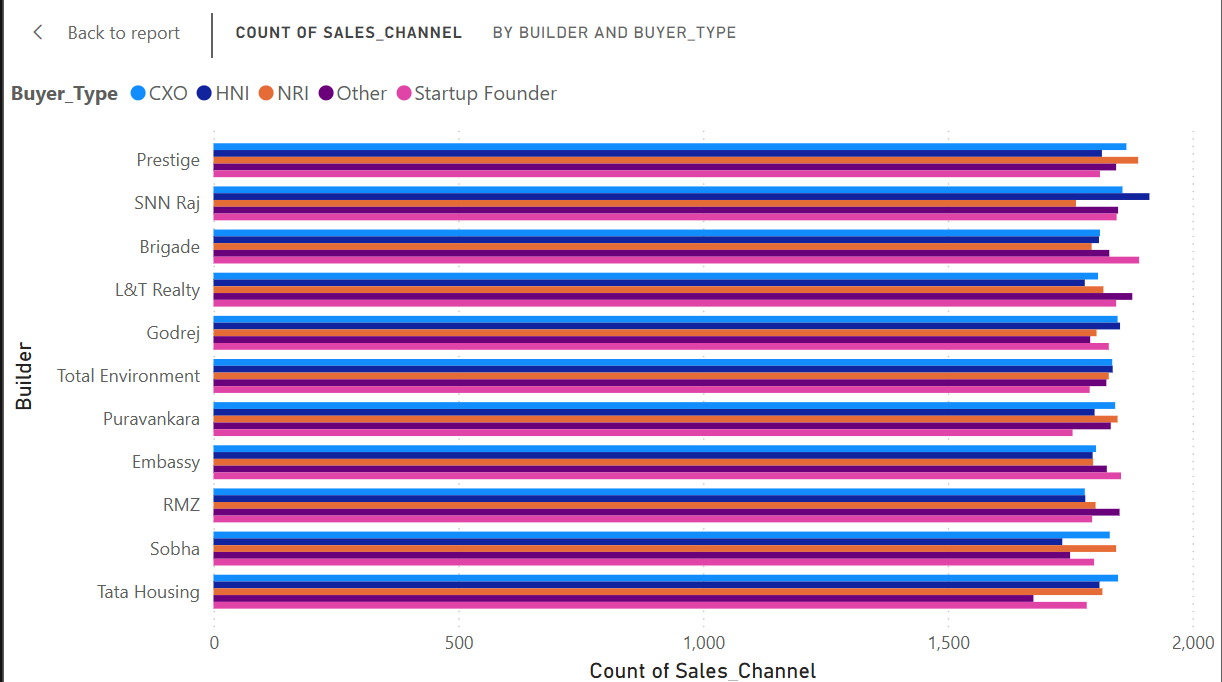 Back to report
COUNT OF SALES_CHANNEL
BY BUILDER AND BUYER_TYPE
Buyer_Type CXO HNI NRI Other Startup Founder
Builder
Prestige
SNN Raj
Brigade
L&T Realty
Godrej
Total Environment
Puravankara
Embassy
RMZ
Sobha
Tata Housing
0 500 1,000 1,500 2,000
Count of Sales_Channel